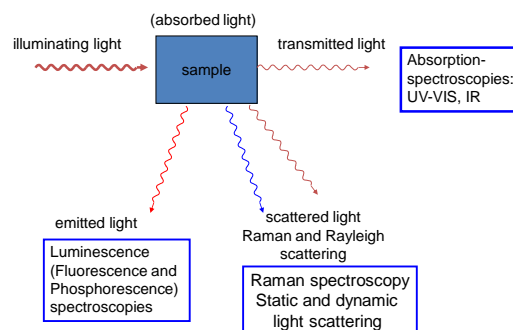 (absorbed light)
illuminating light
transmitted light
sample
Absorption-
spectroscopies:
UV-VIS, IR
emitted light
Luminescence
(Fluorescence and
Phosphorescence)
spectroscopies
scattered light
Raman and Rayleigh
scattering
Raman spectroscopy
Static and dynamic
light scattering